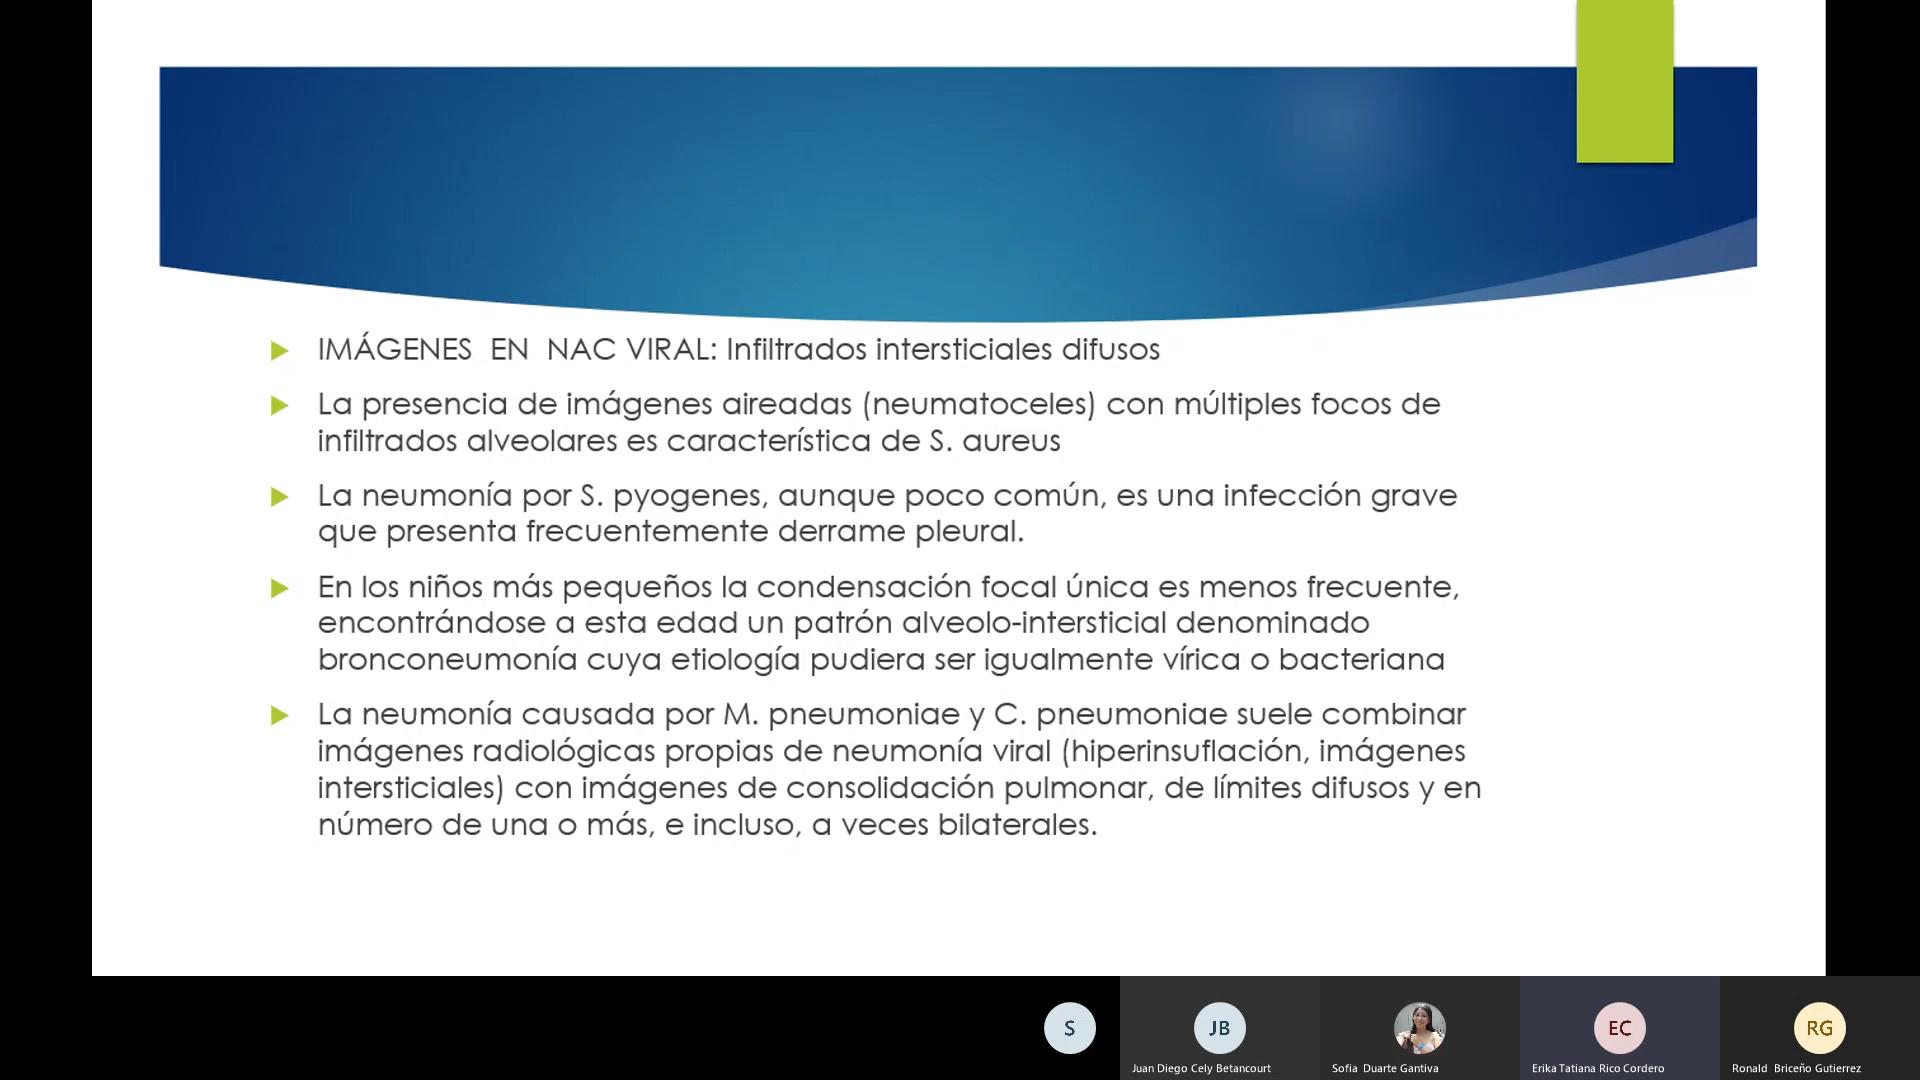 IMÁGENES EN NAC VIRAL: Infiltrados intersticiales difusos
La presencia de imágenes aireadas (neumatoceles) con múltiples focos de
infiltrados alveolares es característica de S. aureus
La neumonía por S. pyogenes, aunque poco común, es una infección grave
que presenta frecuentemente derrame pleural.
En los niños más pequeños la condensación focal única es menos frecuente,
encontrándose a esta edad un patrón alveolo-intersticial denominado
bronconeumonía cuya etiología pudiera ser igualmente vírica o bacteriana
La neumonía causada por M. pneumoniae y C. pneumoniae suele combinar
imágenes radiológicas propias de neumonía viral (hiperinsuflación, imágenes
intersticiales) con imágenes de consolidación pulmonar, de límites difusos y en
número de una o más, e incluso, a veces bilaterales.
S
JB
EC
RG
Juan Diego Cely Betancourt
Sofia Duarte Gantiva
Erika Tatiana Rico Cordero
Ronald Briceño Gutierrez